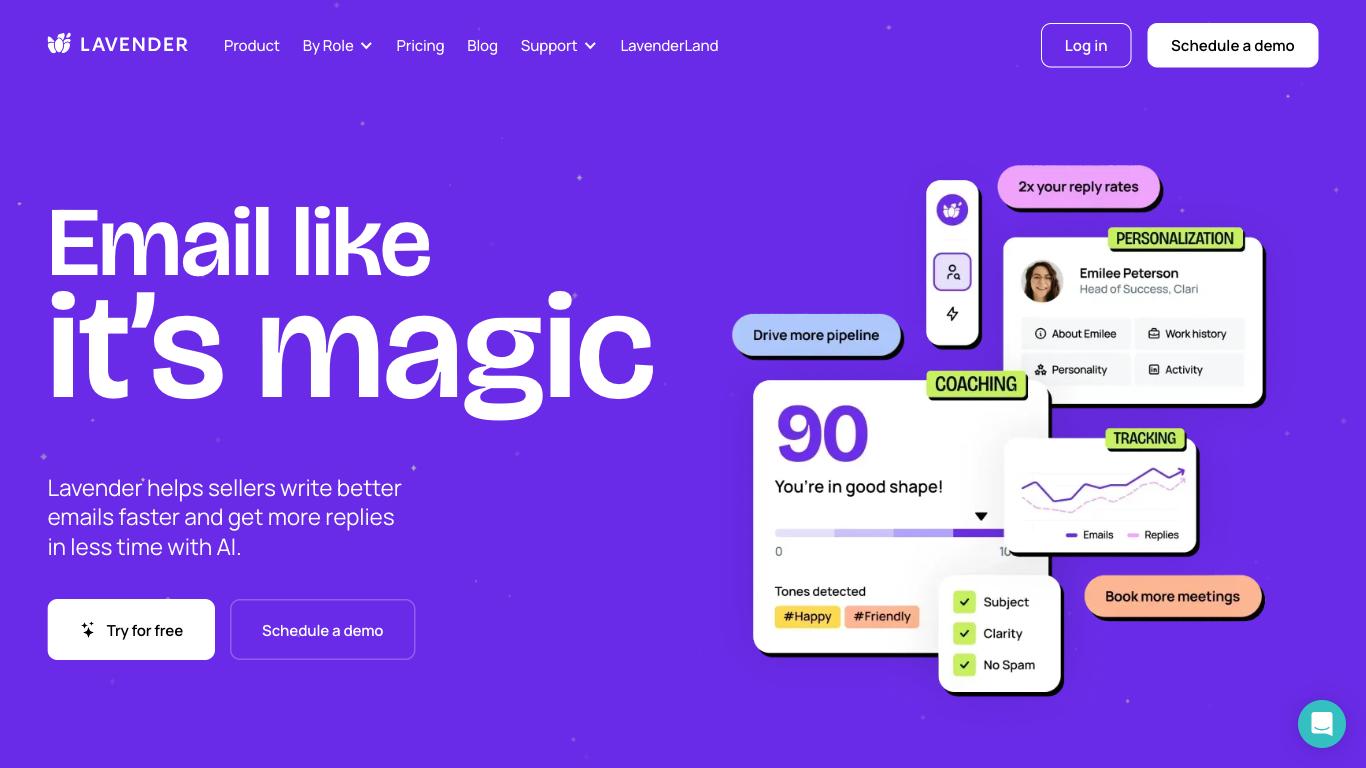 LAVENDER
Product
By Role
Pricing
Blog
Support
LavenderLand
Log in
Schedule a demo
Email like
it's magic
Lavender helps sellers write better
emails faster and get more replies
in less time with AI.
Try for free
Schedule a demo
2x your reply rates
PERSONALIZATION
Emilee Peterson
Head of Success, Clari
About Emilee
Work history
Personality
Activity
Drive more pipeline
COACHING
90
You're in good shape!
0
10
Tones detected
#Happy
#Friendly
TRACKING
Emails
Replies
Subject
Clarity
No Spam
Book more meetings